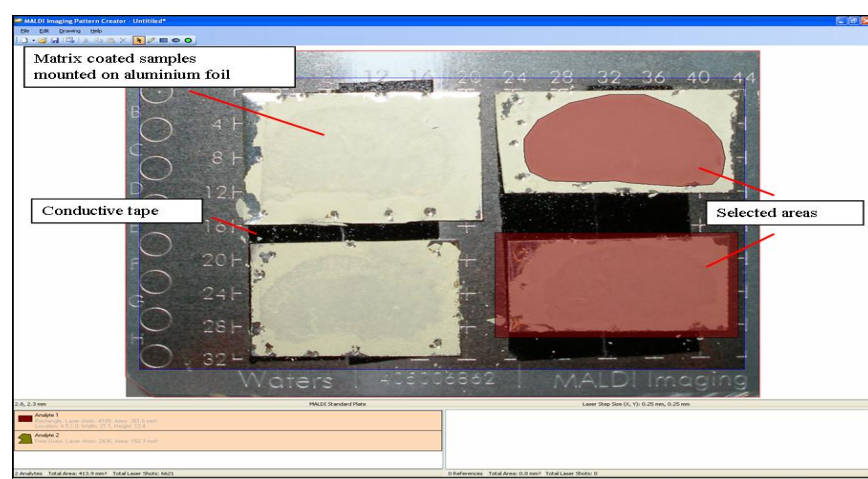 MALDI Imaging Pattern Creator - Untitled*
File Edit Drawing Help
Matrix coated samples
mounted on aluminium foil
12 16 20 24 28 32 36 40 44
B
4
C
8
D
12
Conductive tape
Selected areas
16
F
20
G
24
28
H
32
Waters MALDI Imaging
2.8, 2.3 mm MALDI Standard Plate Laser Step Size (X, Y): 0.25 mm, 0.25 mm
Analyte 1
Analyte 2
2 Analytes Total Area: 413.9 mm² Total Laser Shots: 6621
0 References Total Area: 0.0 mm² Total Laser Shots: 0